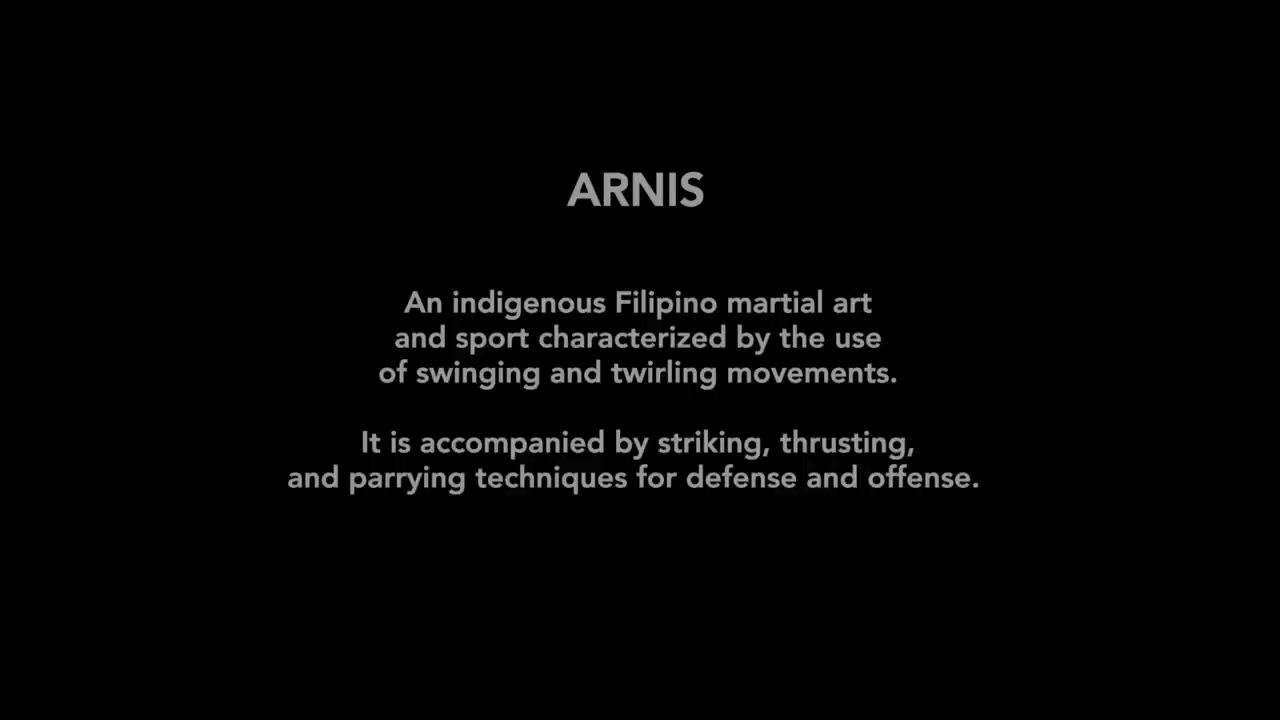 ARNIS
An indigenous Filipino martial art
and sport characterized by the use
of swinging and twirling movements.
It is accompanied by striking, thrusting,
and parrying techniques for defense and offense.